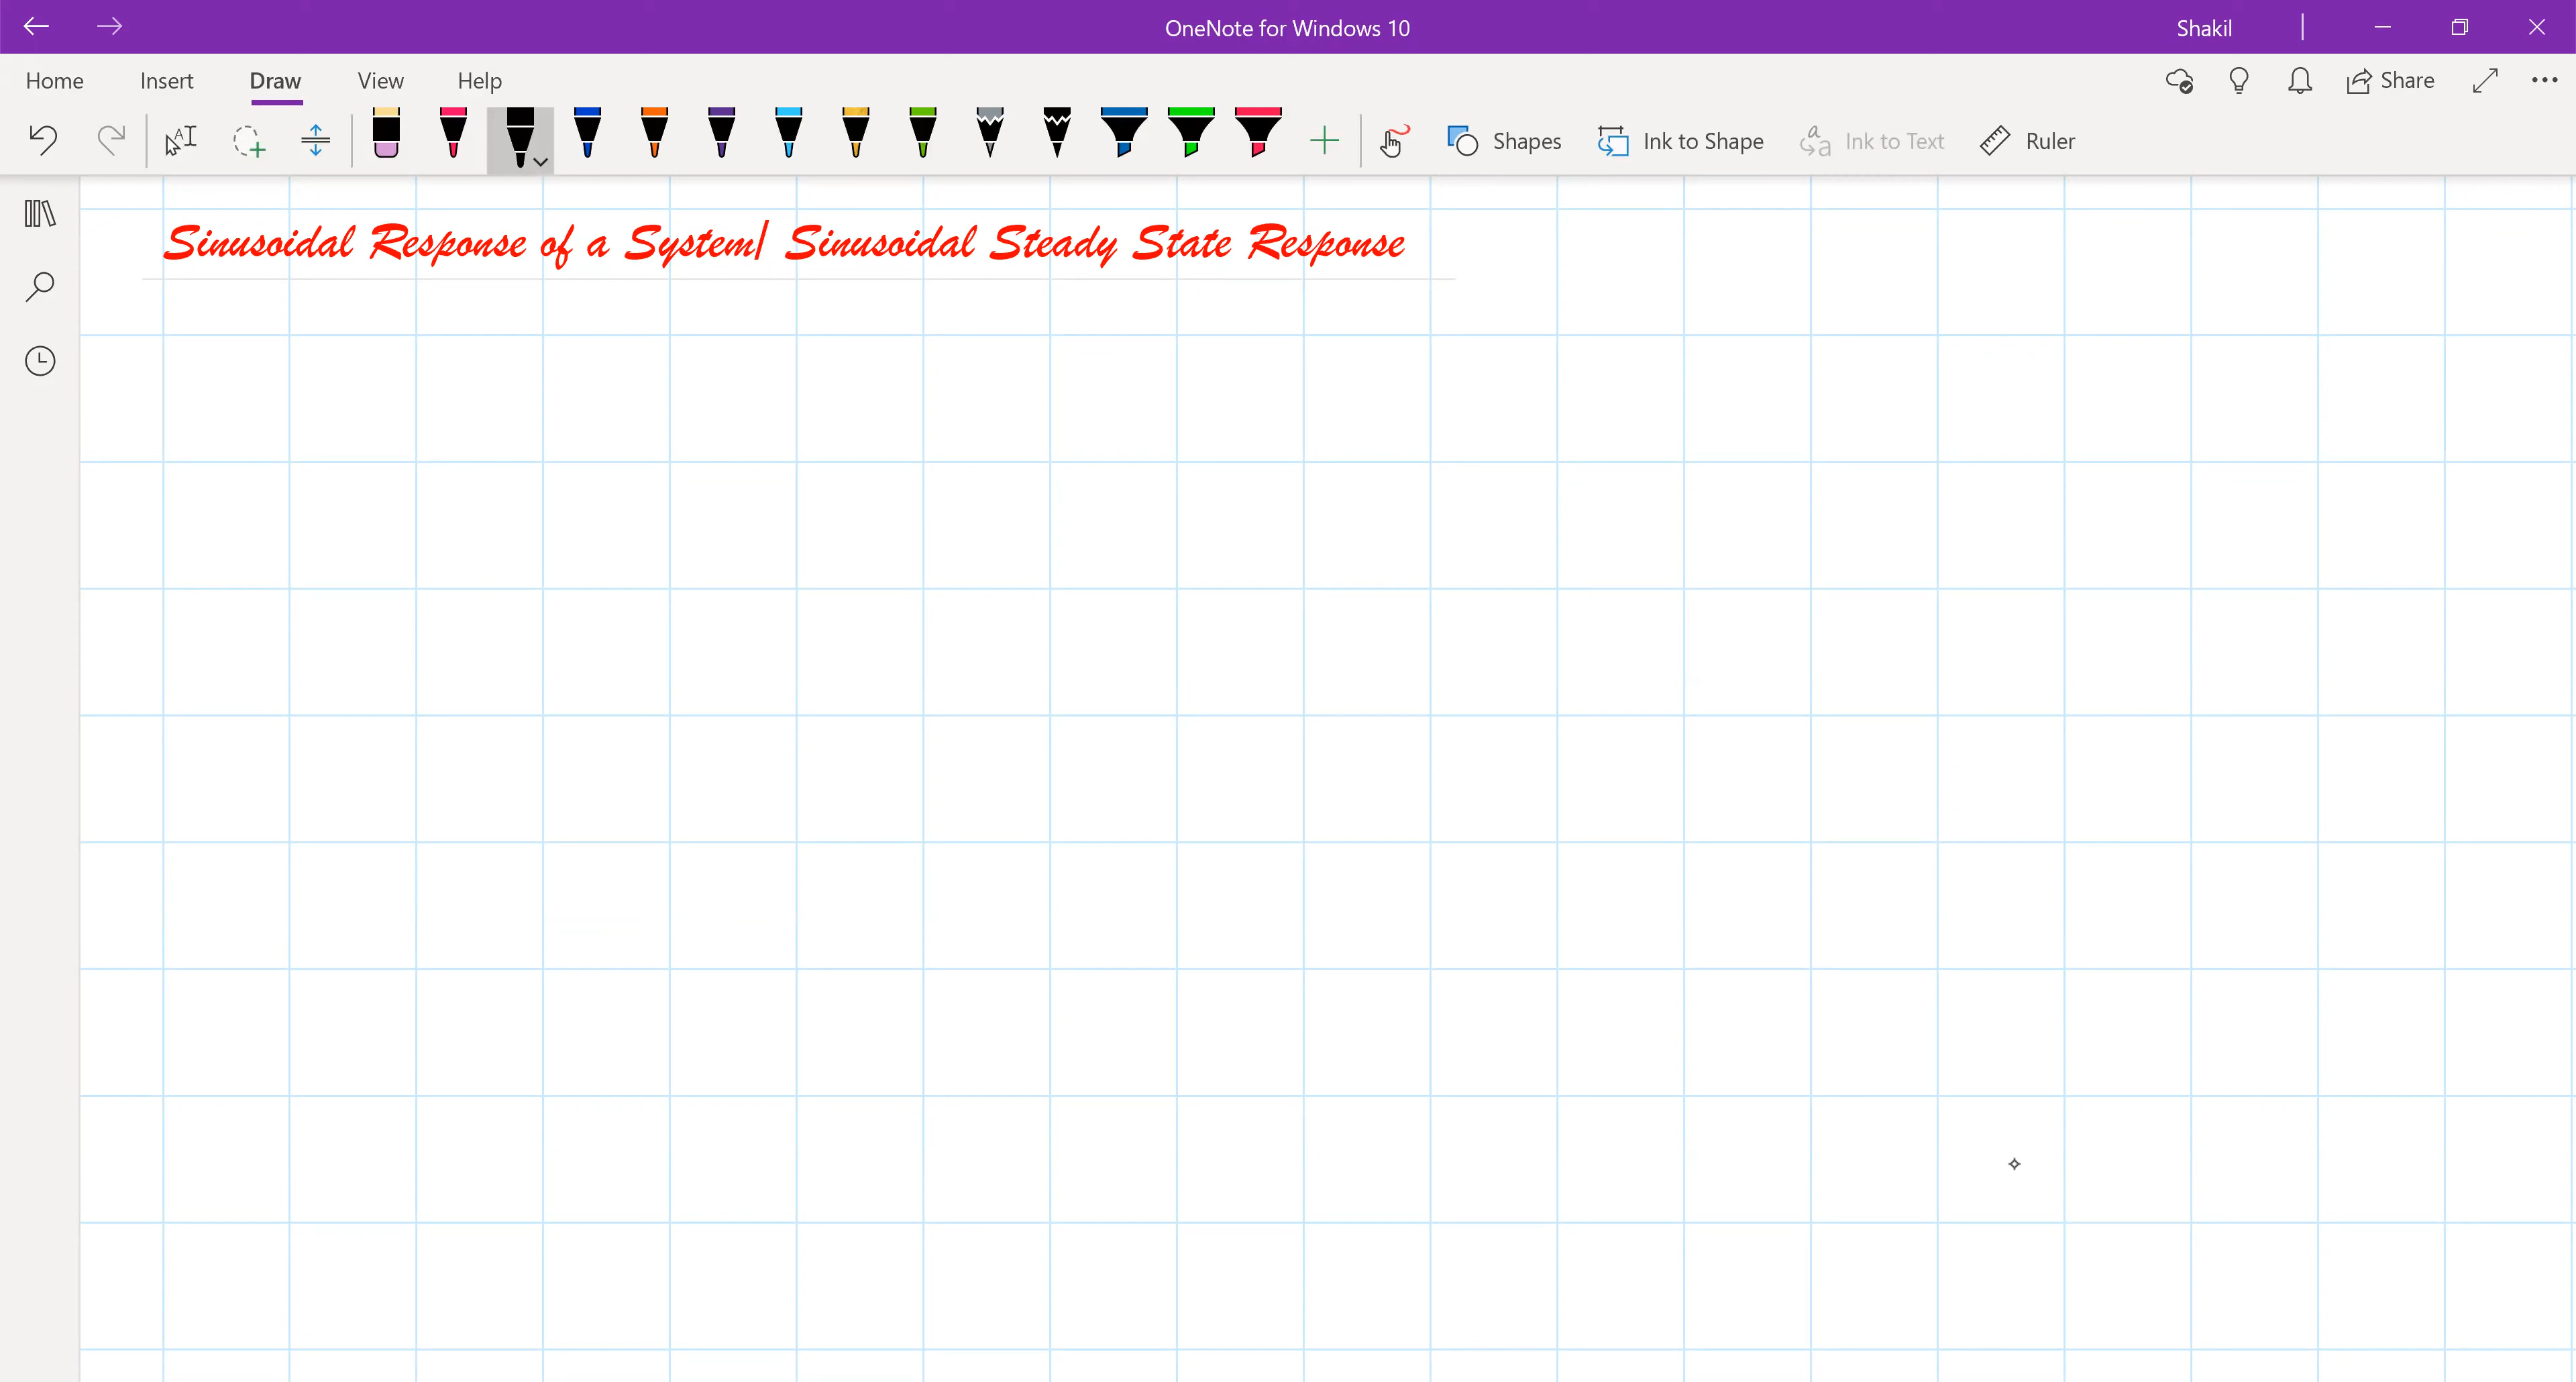 OneNote for Windows 10
Shakil
Home Insert Draw View Help
Share
Shapes Ink to Shape Ink to Text Ruler
Sinusoidal Response of a System/ Sinusoidal Steady State Response